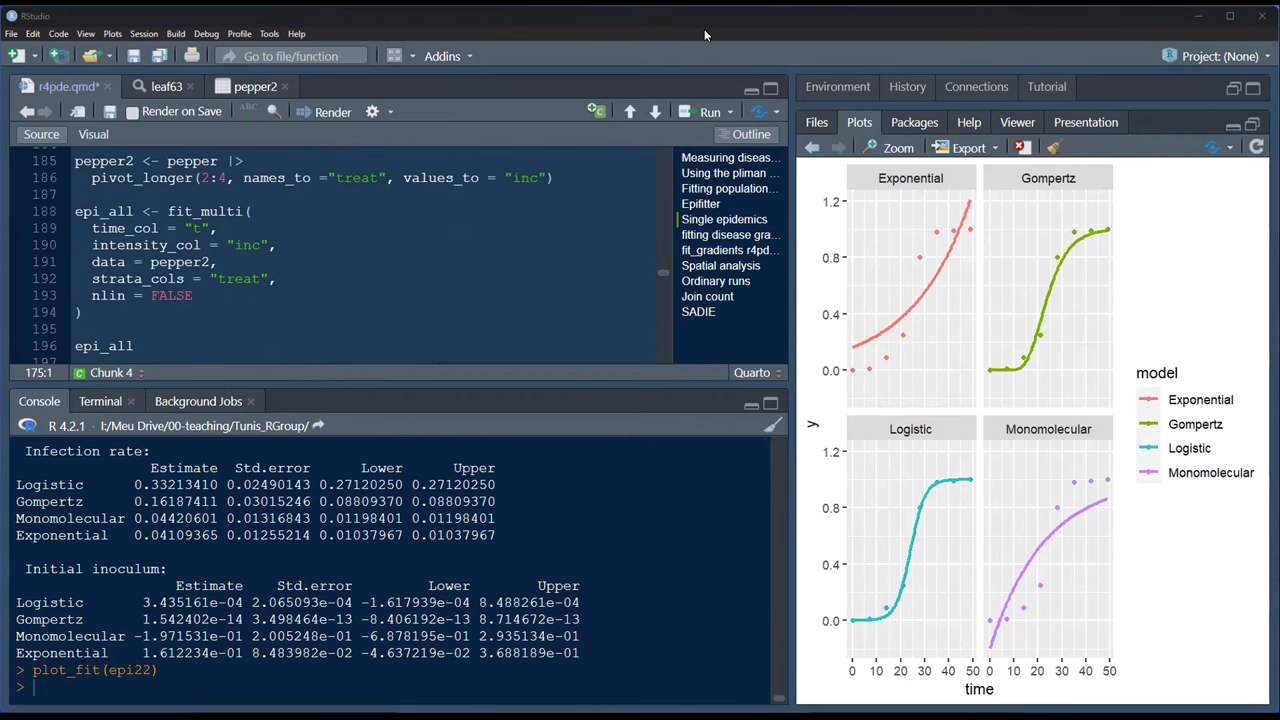 RStudio
File Edit Code View Plots Session Build Debug Profile Tools Help
Go to file/function Addins Project: (None)
r4pde.qmd* leaf63 pepper2
Render on Save ABC Render Run
Source Visual Outline
185 pepper2 <- pepper |>
186 pivot_longer(2:4, names_to ="treat", values_to = "inc")
187
188 epi_all <- fit_multi(
189 time_col = "t",
190 intensity_col = "inc",
191 data = pepper2,
192 strata_cols = "treat",
193 nlin = FALSE
194 )
195
196 epi_all
Measuring diseas...
Using the pliman ...
Fitting population...
Epifitter
Single epidemics
fitting disease gra...
fit_gradients r4pd...
Spatial analysis
Ordinary runs
Join count
SADIE
175:1 Chunk 4 Quarto
Console Terminal Background Jobs
R 4.2.1 · I:/Meu Drive/00-teaching/Tunis_RGroup/
Infection rate:
Estimate Std.error Lower Upper
Logistic 0.33213410 0.02490143 0.27120250 0.27120250
Gompertz 0.16187411 0.03015246 0.08809370 0.08809370
Monomolecular 0.04420601 0.01316843 0.01198401 0.01198401
Exponential 0.04109365 0.01255214 0.01037967 0.01037967
Initial inoculum:
Estimate Std.error Lower Upper
Logistic 3.435161e-04 2.065093e-04 -1.617939e-04 8.488261e-04
Gompertz 1.542402e-14 3.498264e-13 -8.406192e-13 8.714672e-13
Monomolecular -1.971531e-01 2.005248e-01 -6.878195e-01 2.935134e-01
Exponential 1.612234e-01 8.483982e-02 -4.637219e-02 3.688189e-01
> plot_fit(epi22)
>
Environment History Connections Tutorial
Files Plots Packages Help Viewer Presentation
Zoom Export
Exponential Gompertz
1.2
0.8
0.4
0.0
Logistic Monomolecular
1.2
0.8
0.4
0.0
0 10 20 30 40 50 0 10 20 30 40 50
time
y
model
Exponential
Gompertz
Logistic
Monomolecular